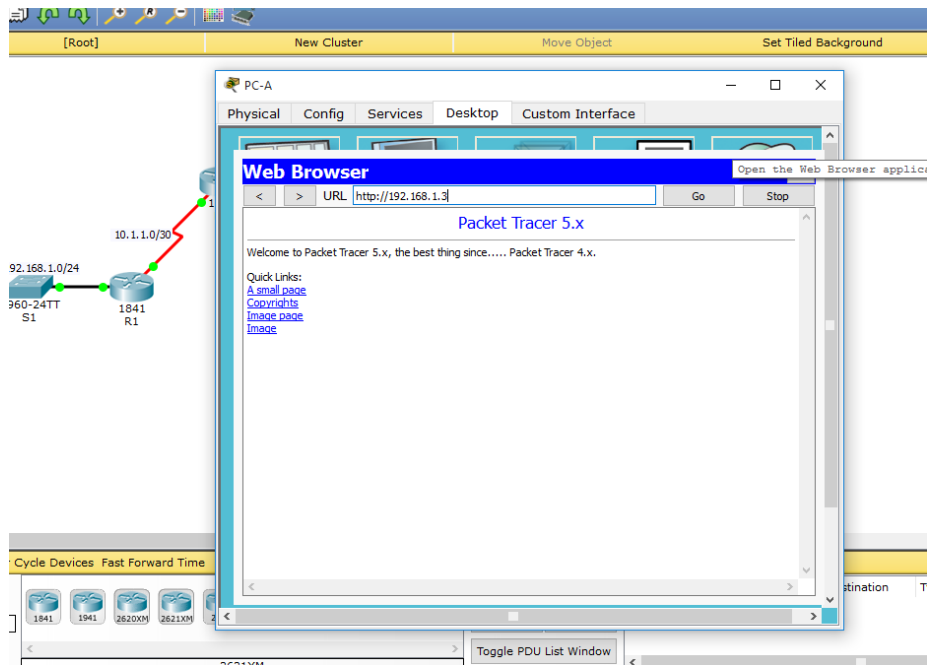 [Root] New Cluster Move Object Set Tiled Background
PC-A
Physical Config Services Desktop Custom Interface
Web Browser
Open the Web Browser applica
< > URL http://192.168.1.3 Go Stop
Packet Tracer 5.x
Welcome to Packet Tracer 5.x, the best thing since..... Packet Tracer 4.x.
Quick Links:
A small page
Copyrights
Image page
Image
10.1.1.0/30
92.168.1.0/24
960-24TT
S1
1841
R1
Cycle Devices Fast Forward Time
stination
1841 1941 2620XM 2621XM
Toggle PDU List Window
2621XM